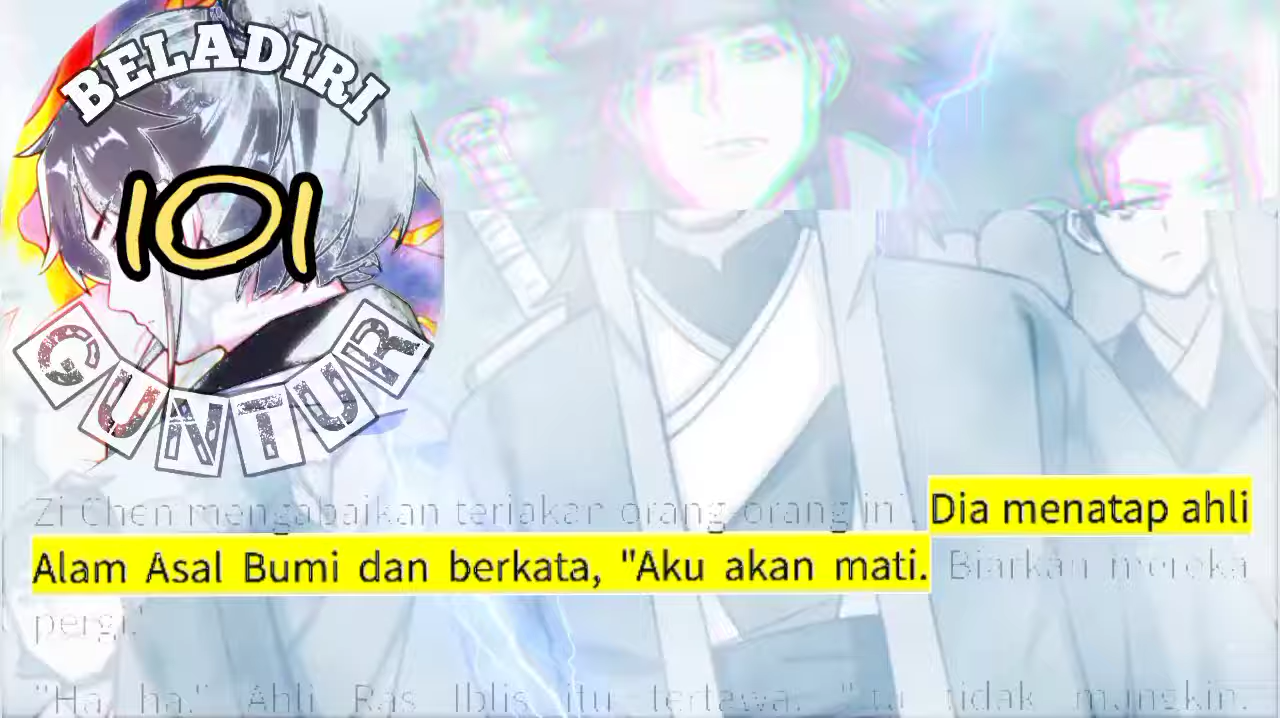 BELADIRI
101
GUNTUR
Zi Chen mengabaikan teriakan orang-orang ini. Dia menatap ahli
Alam Asal Bumi dan berkata, "Aku akan mati. Biarkan mereka
pergi."
"Ha ha." Ahli Ras Iblis itu tertawa. "Itu tidak mungkin.